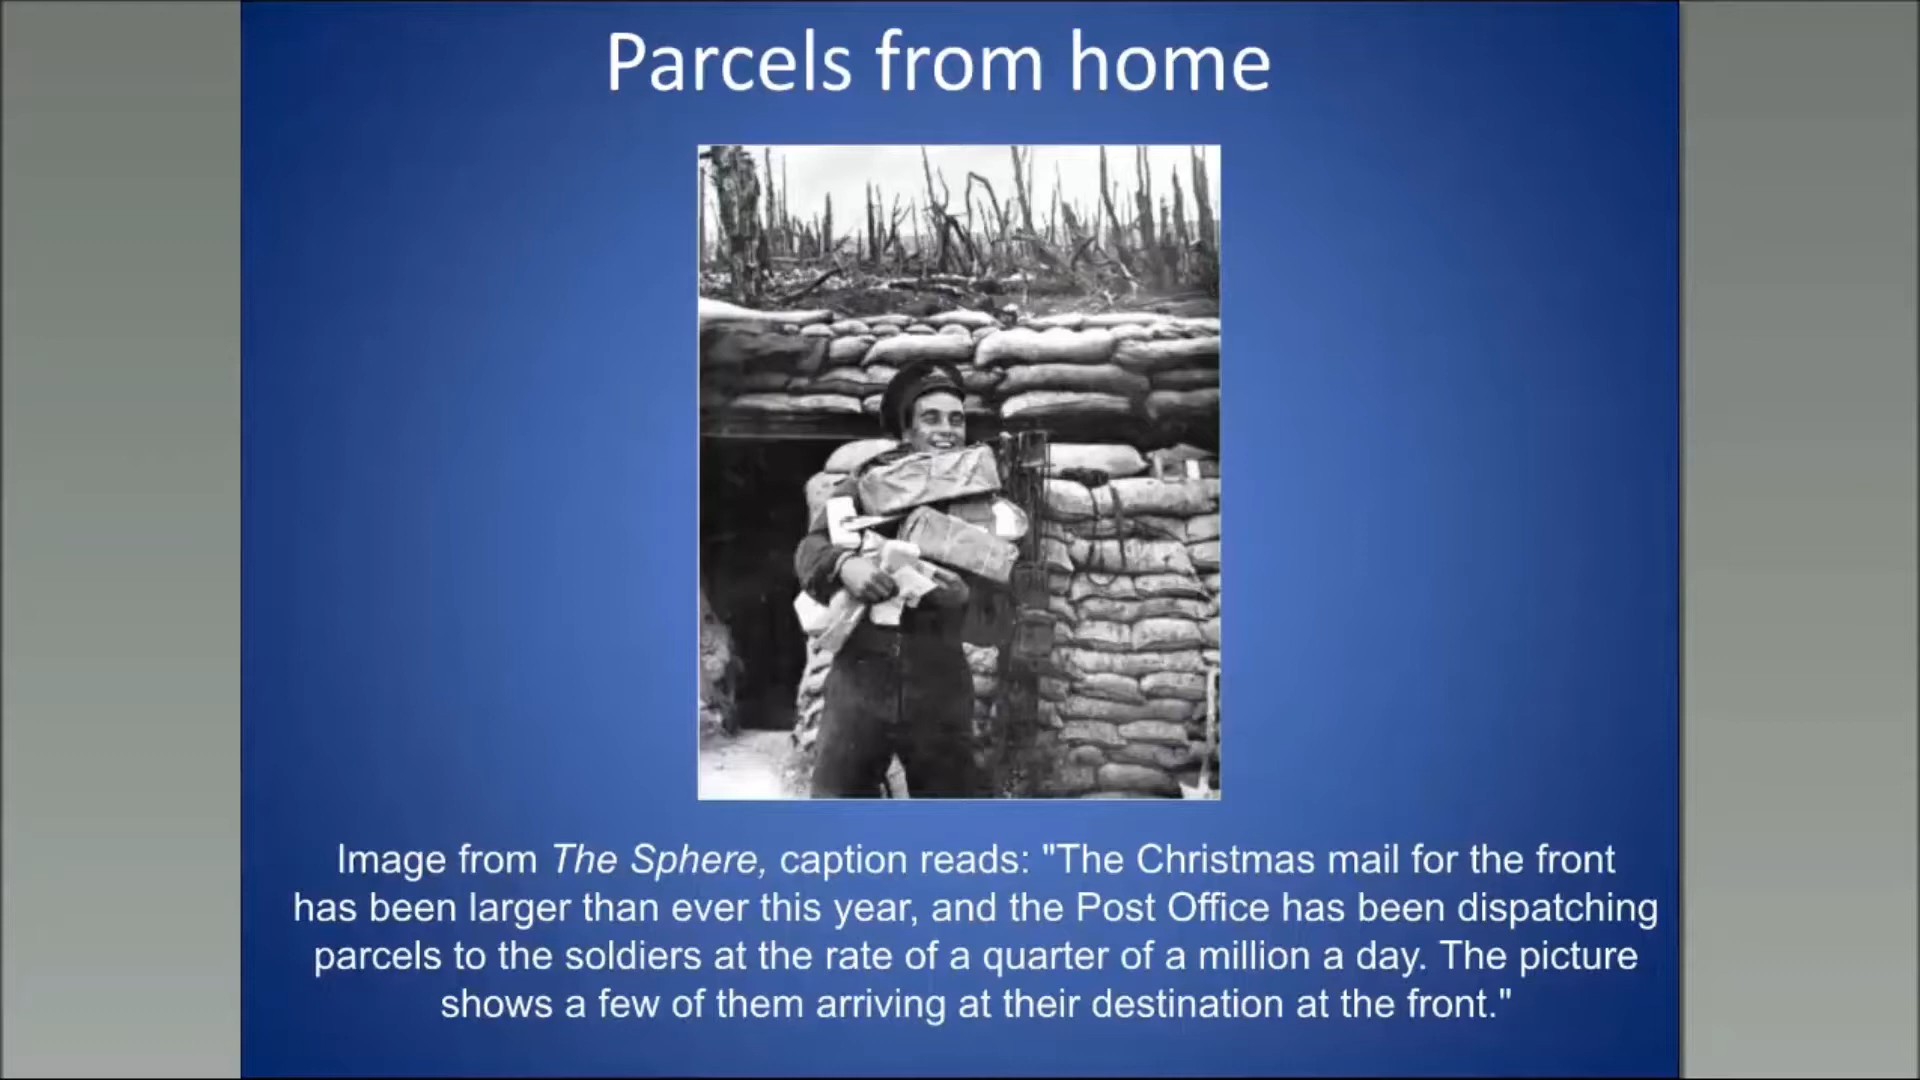 Parcels from home
Image from The Sphere, caption reads: "The Christmas mail for the front
has been larger than ever this year, and the Post Office has been dispatching
parcels to the soldiers at the rate of a quarter of a million a day. The picture
shows a few of them arriving at their destination at the front."